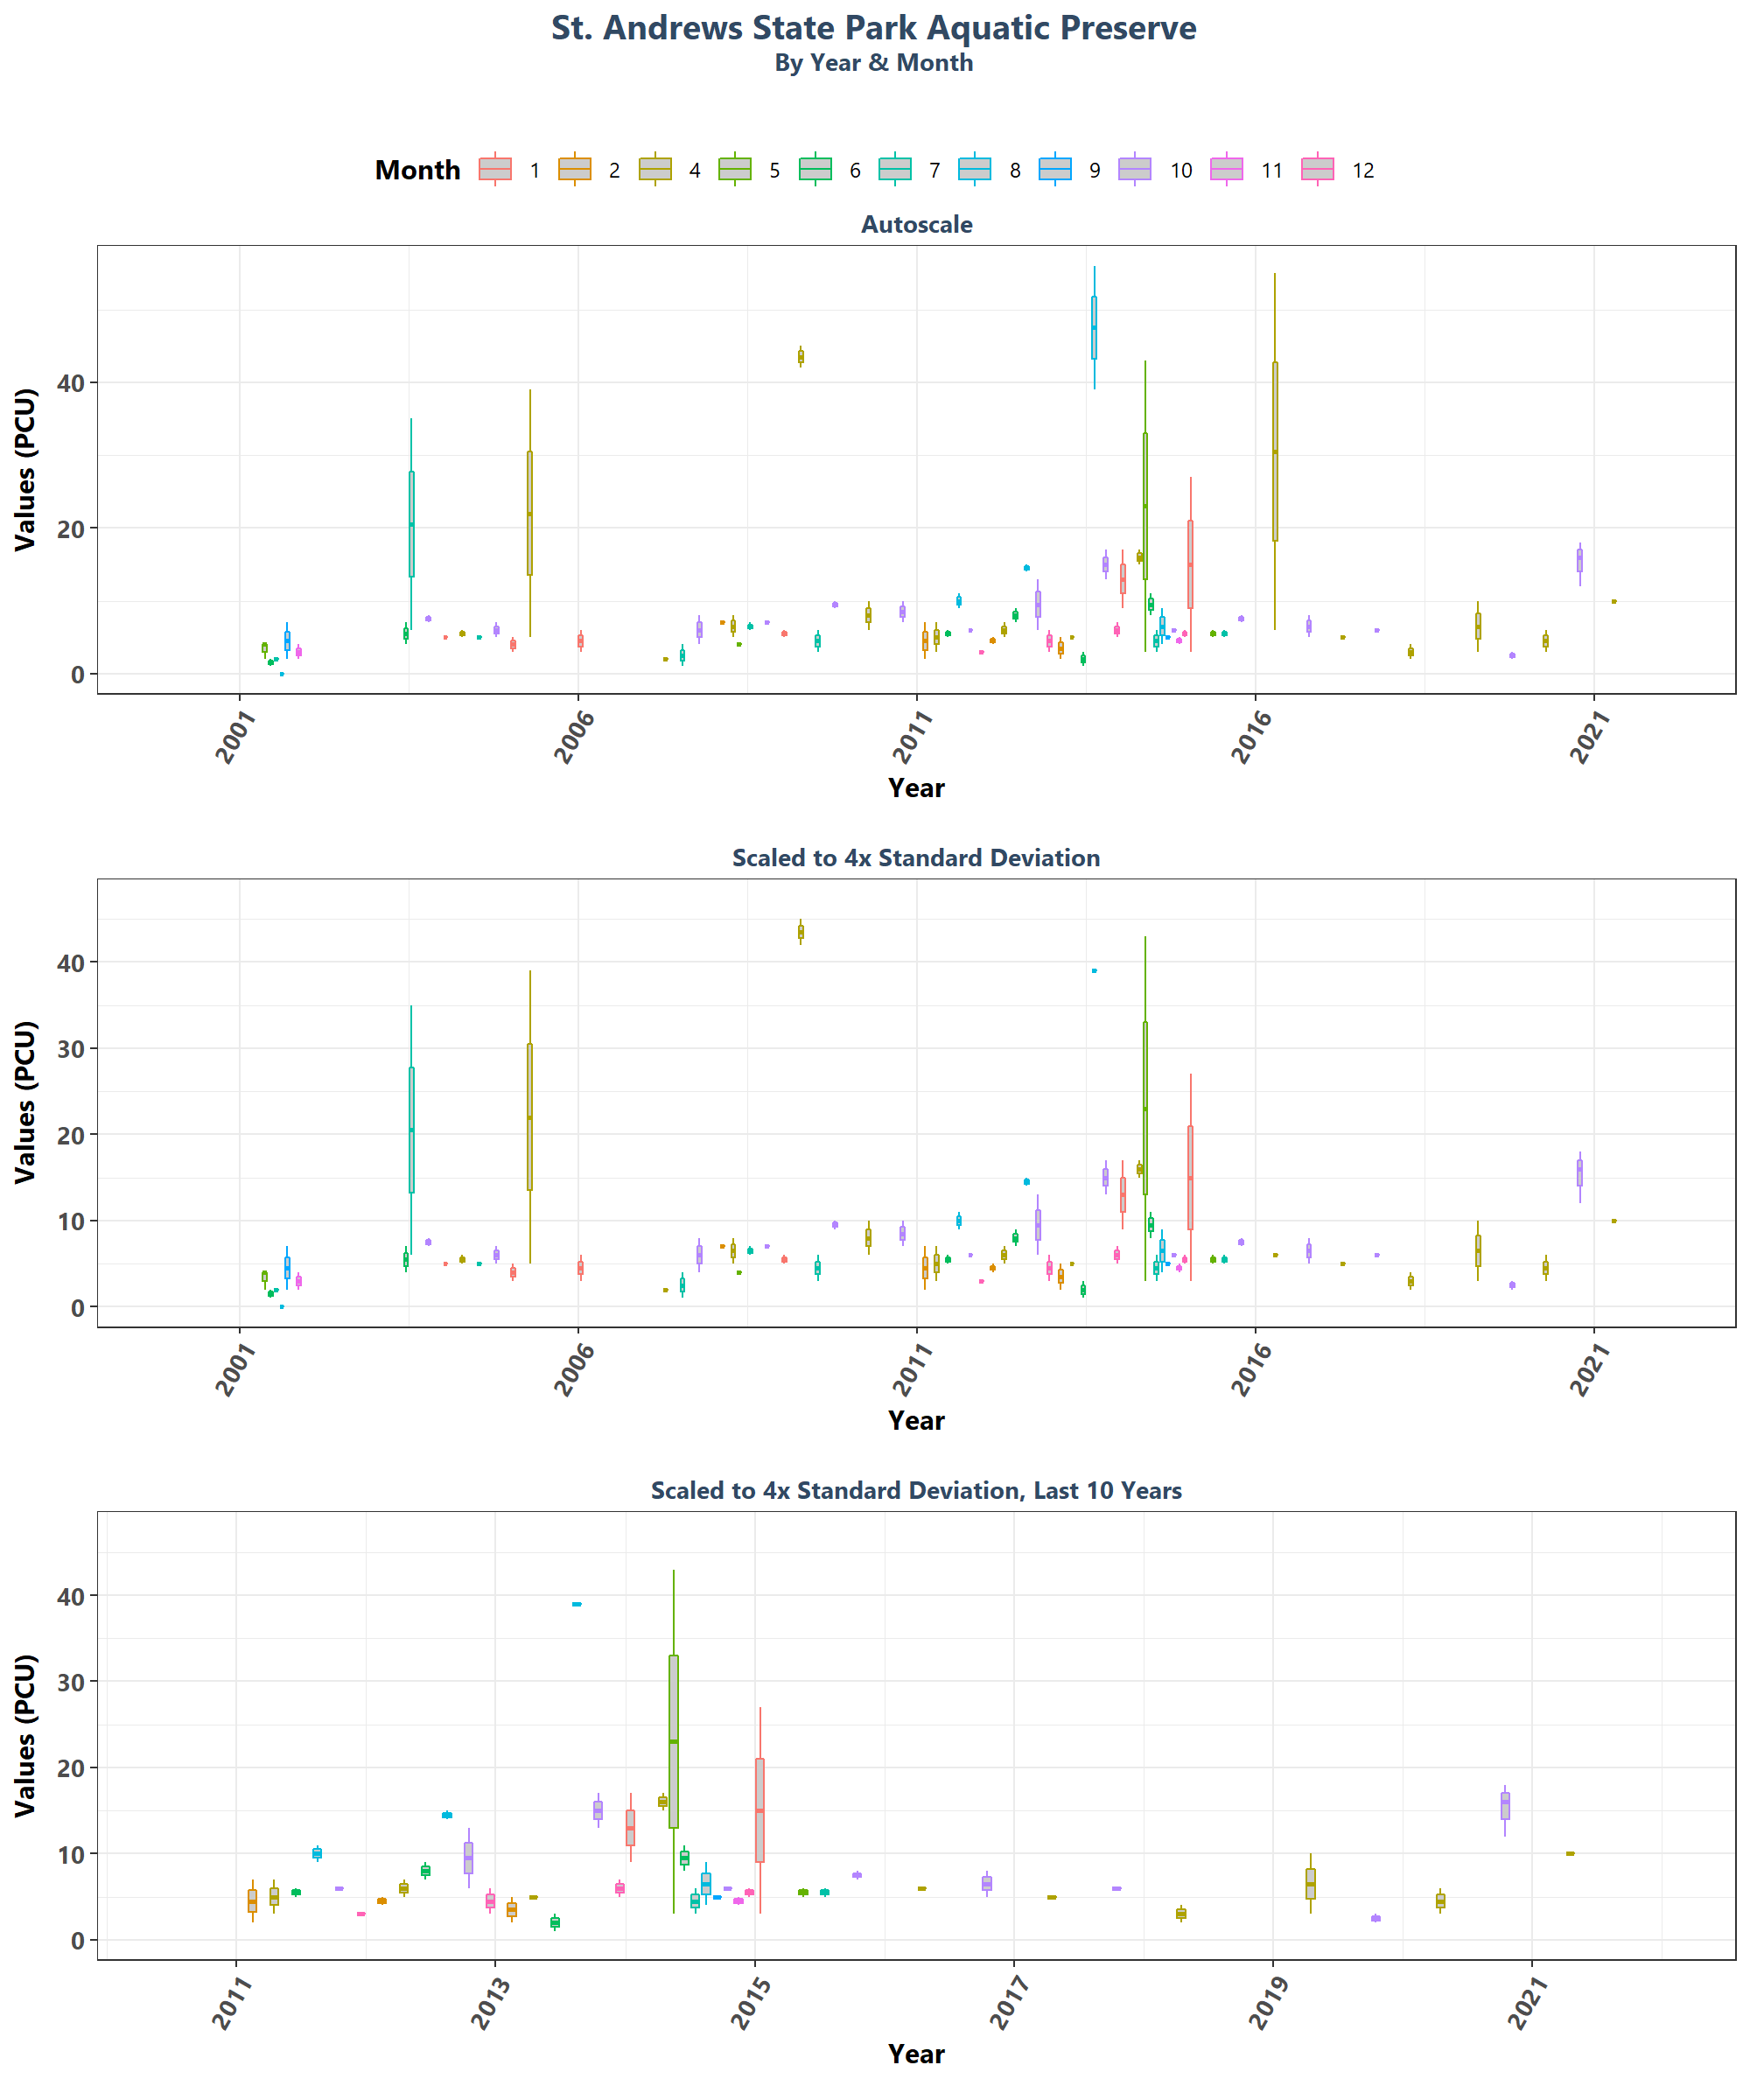 St. Andrews State Park Aquatic Preserve
By Year & Month
Month 1 2 4 5 6 7 8 9 10 11 12
Autoscale
Values (PCU)
40
20
0
2001 2006 2011 2016 2021
Year
Scaled to 4x Standard Deviation
Values (PCU)
40
30
20
10
0
2001 2006 2011 2016 2021
Year
Scaled to 4x Standard Deviation, Last 10 Years
Values (PCU)
40
30
20
10
0
2011 2013 2015 2017 2019 2021
Year